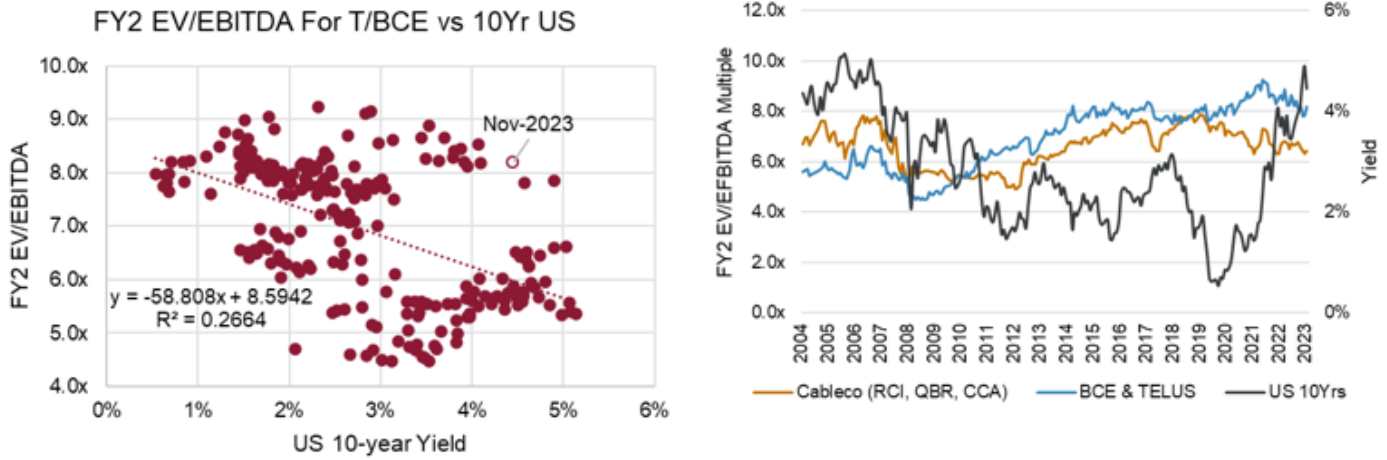 FY2 EV/EBITDA For T/BCE vs 10Yr US
FY2 EV/EBITDA
10.0x
9.0x
8.0x
7.0x
6.0x
5.0x
4.0x
Nov-2023
y = -58.808x + 8.5942
R² = 0.2664
0%
1%
2%
3%
4%
5%
6%
US 10-year Yield
FY2 EV/EFBITDA Multiple
12.0x
10.0x
8.0x
6.0x
4.0x
2.0x
0.0x
6%
4%
2%
0%
Yield
2004
2005
2006
2007
2008
2009
2010
2011
2012
2013
2014
2015
2016
2017
2018
2019
2020
2021
2022
2023
Cableco (RCI, QBR, CCA)
BCE & TELUS
US 10Yrs